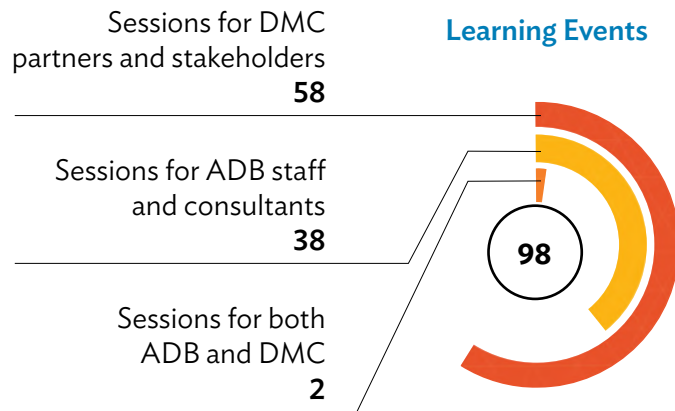 Learning Events
Sessions for DMC
partners and stakeholders
58
Sessions for ADB staff
and consultants
38
Sessions for both
ADB and DMC
2
98